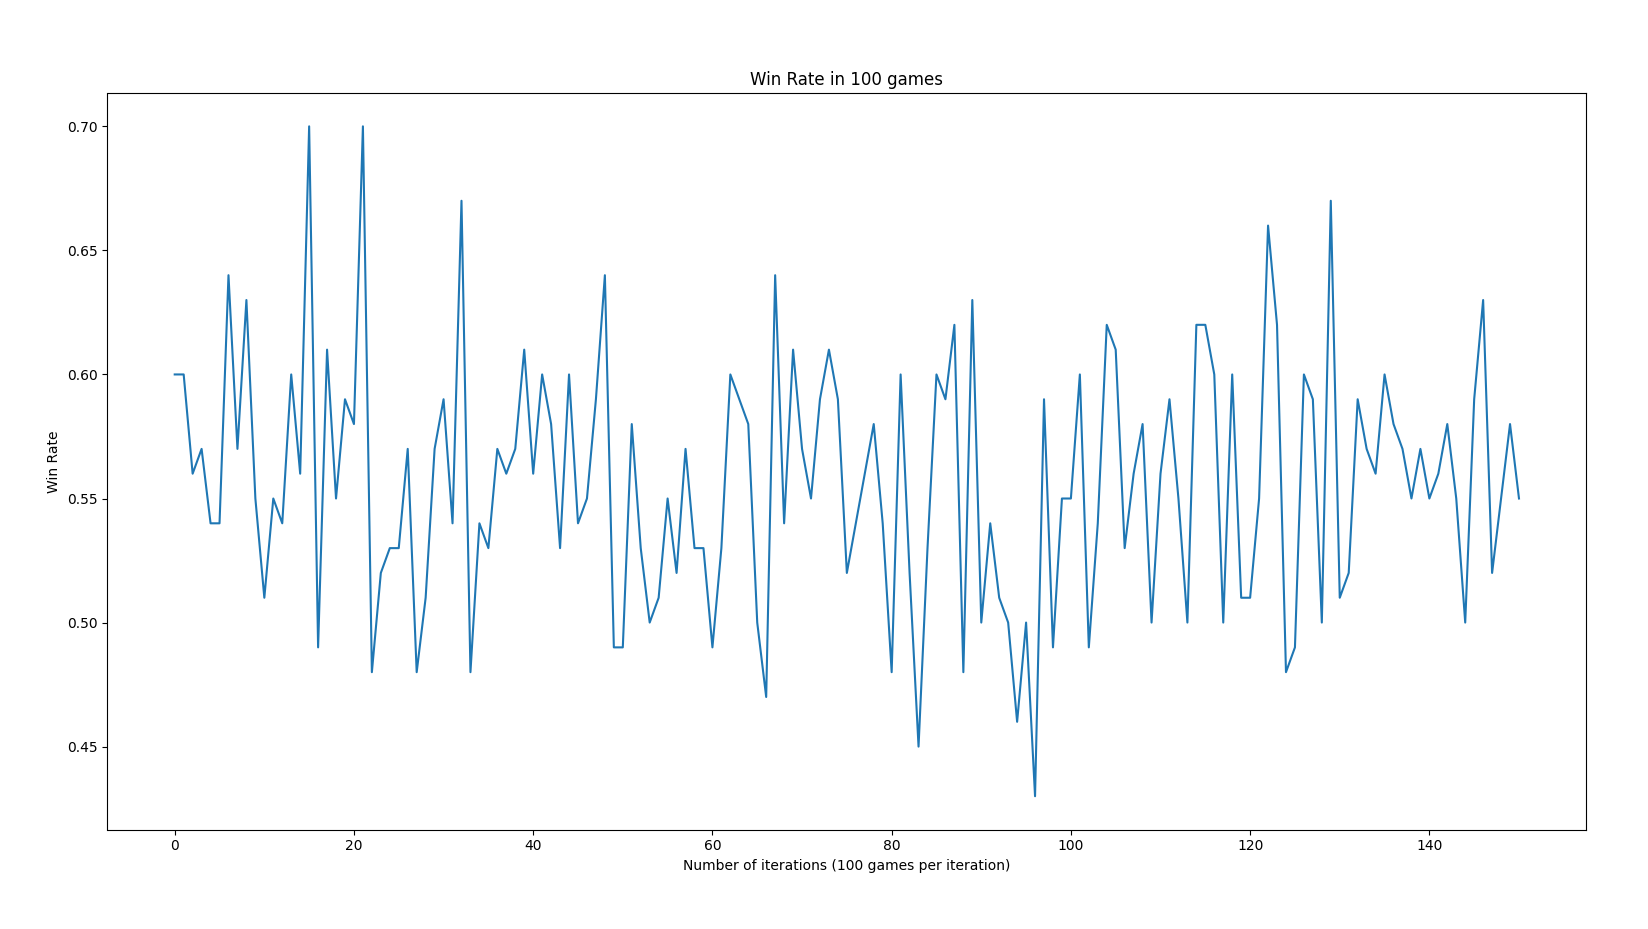 Win Rate in 100 games
0.70
0.65
0.60
0.55
0.50
0.45
Win Rate
0 20 40 60 80 100 120 140
Number of iterations (100 games per iteration)